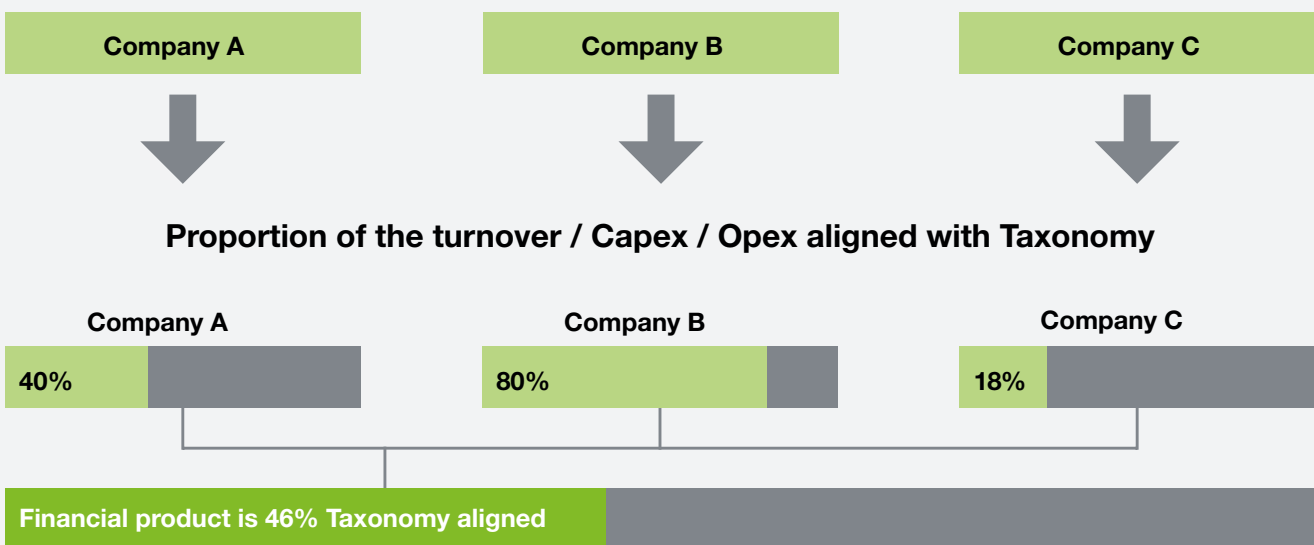 Company A
Company B
Company C
Proportion of the turnover / Capex / Opex aligned with Taxonomy
Company A
Company B
Company C
40%
80%
18%
Financial product is 46% Taxonomy aligned